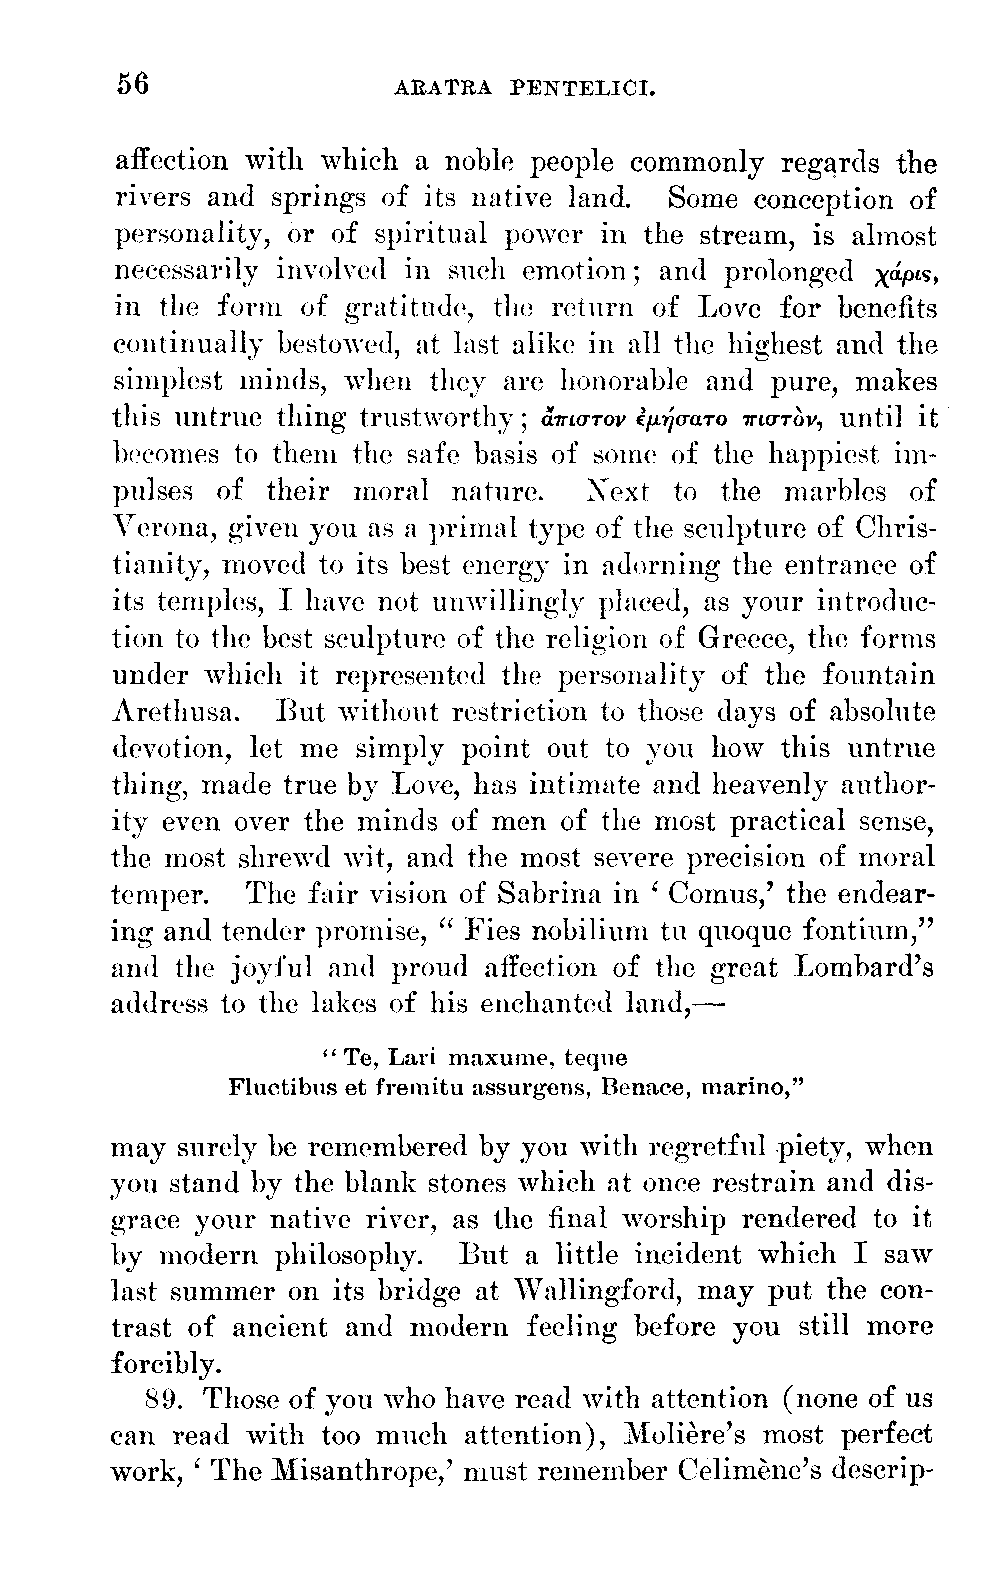 56 ARATRA PENTELICI.
affection with which a noble people commonly regards the
rivers and springs of its native land. Some conception of
personality, or of spiritual power in the stream, is almost
necessarily involved in such emotion; and prolonged χάρις,
in the form of gratitude, the return of Love for benefits
continually bestowed, at last alike in all the highest and the
simplest minds, when they are honorable and pure, makes
this untrue thing trustworthy; ἄπιστον ἐμήσατο πιστὸν, until it
becomes to them the safe basis of some of the happiest im-
pulses of their moral nature. Next to the marbles of
Verona, given you as a primal type of the sculpture of Chris-
tianity, moved to its best energy in adorning the entrance of
its temples, I have not unwillingly placed, as your introduc-
tion to the best sculpture of the religion of Greece, the forms
under which it represented the personality of the fountain
Arethusa. But without restriction to those days of absolute
devotion, let me simply point out to you how this untrue
thing, made true by Love, has intimate and heavenly author-
ity even over the minds of men of the most practical sense,
the most shrewd wit, and the most severe precision of moral
temper. The fair vision of Sabrina in ‘ Comus,’ the endear-
ing and tender promise, “ Fies nobilium tu quoque fontium,”
and the joyful and proud affection of the great Lombard’s
address to the lakes of his enchanted land,—
“ Te, Lari maxume, teque
Fluctibus et fremitu assurgens, Benace, marino,”
may surely be remembered by you with regretful piety, when
you stand by the blank stones which at once restrain and dis-
grace your native river, as the final worship rendered to it
by modern philosophy. But a little incident which I saw
last summer on its bridge at Wallingford, may put the con-
trast of ancient and modern feeling before you still more
forcibly.
89. Those of you who have read with attention (none of us
can read with too much attention), Molière’s most perfect
work, ‘ The Misanthrope,’ must remember Celimène’s descrip-